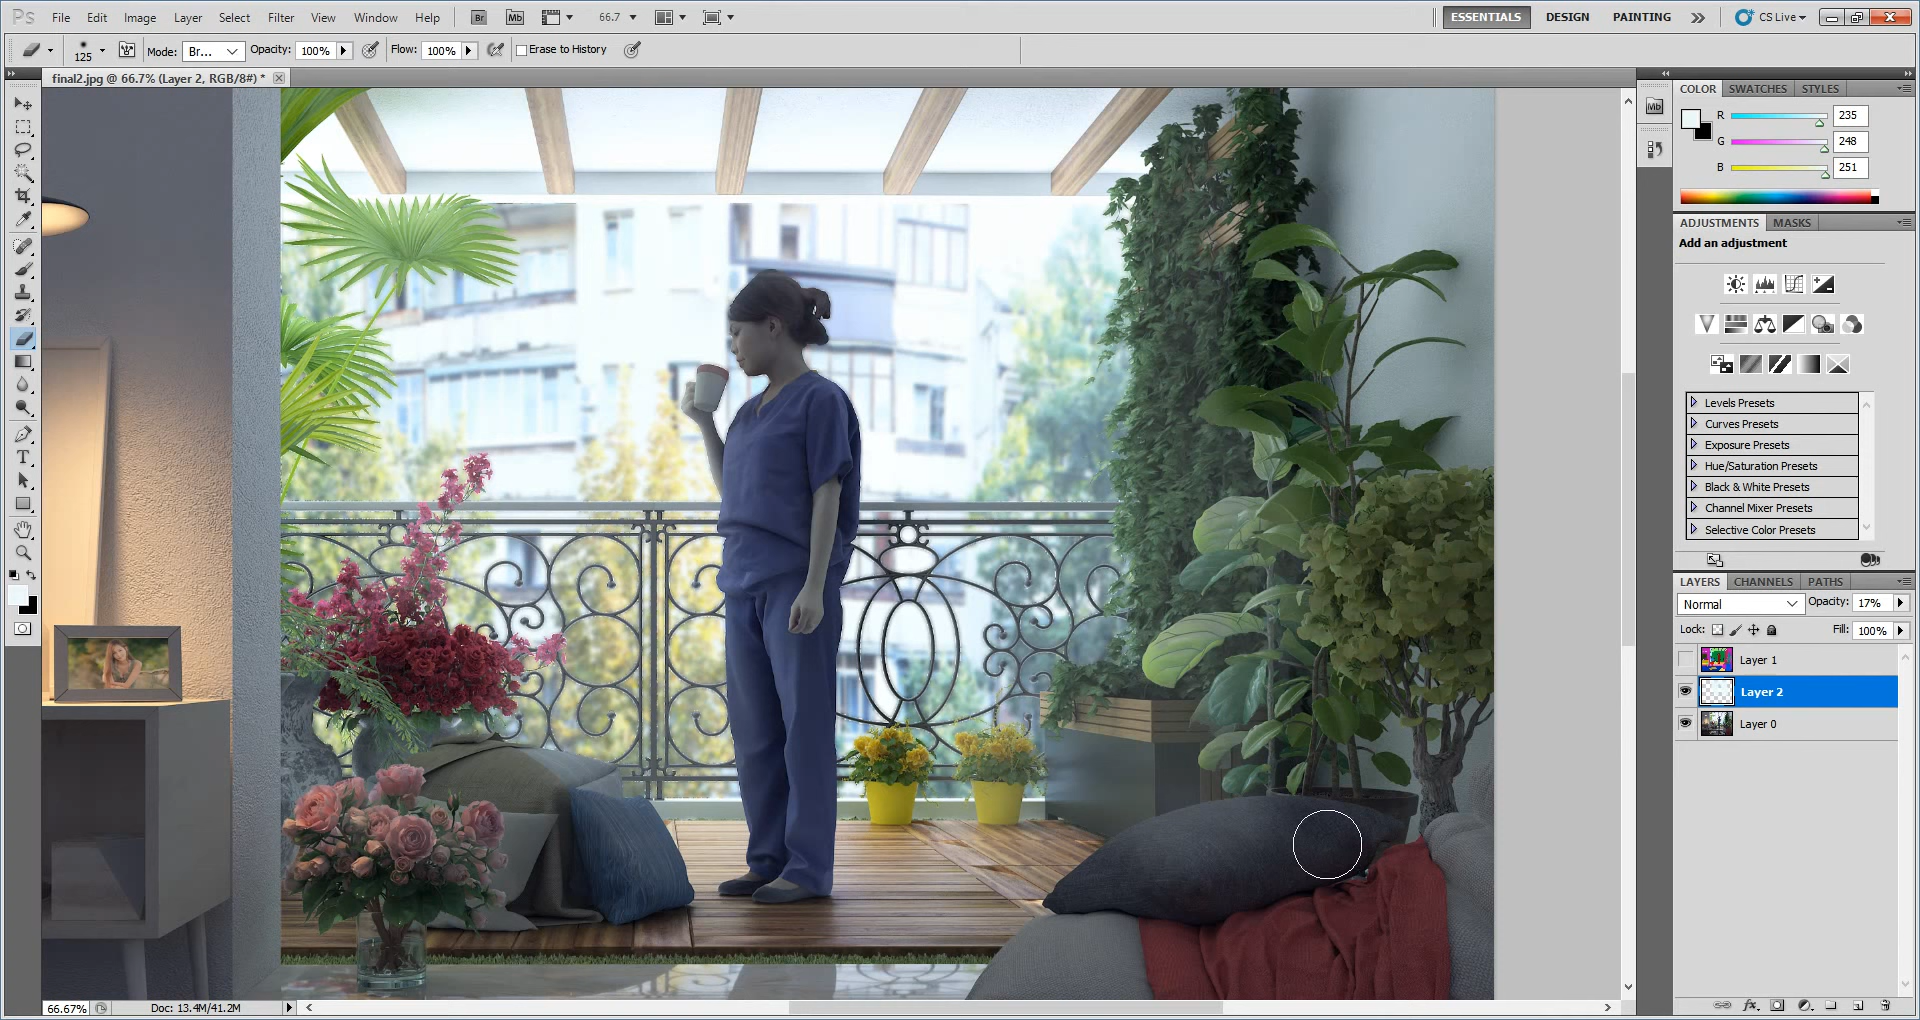 Ps File Edit Image Layer Select Filter View Window Help Br Mb 66.7 ESSENTIALS DESIGN PAINTING CS Live
125 Mode: Br... Opacity: 100% Flow: 100% Erase to History
final2.jpg @ 66.7% (Layer 2, RGB/8#) *
COLOR SWATCHES STYLES
Mb
R 235
G 248
B 251
ADJUSTMENTS MASKS
Add an adjustment
Levels Presets
Curves Presets
Exposure Presets
Hue/Saturation Presets
Black & White Presets
Channel Mixer Presets
Selective Color Presets
LAYERS CHANNELS PATHS
Normal Opacity: 17%
Lock: Fill: 100%
Layer 1
Layer 2
Layer 0
66.67% Doc: 13.4M/41.2M